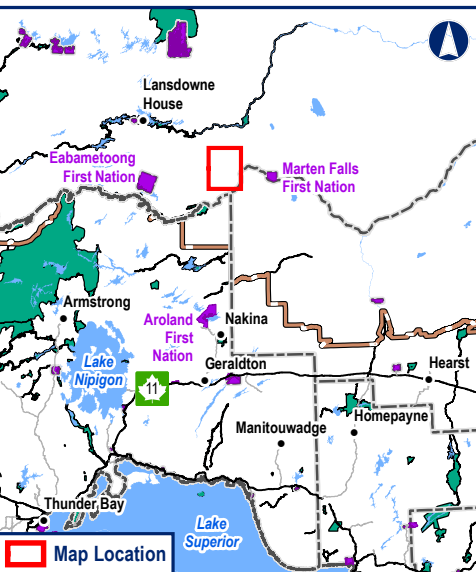 Lansdowne
House
Eabametoong
First Nation
Marten Falls
First Nation
Armstrong
Aroland
First
Nation
Nakina
Lake
Nipigon
Geraldton
11
Hearst
Manitouwadge
Homepayne
Thunder Bay
Lake
Superior
Map Location